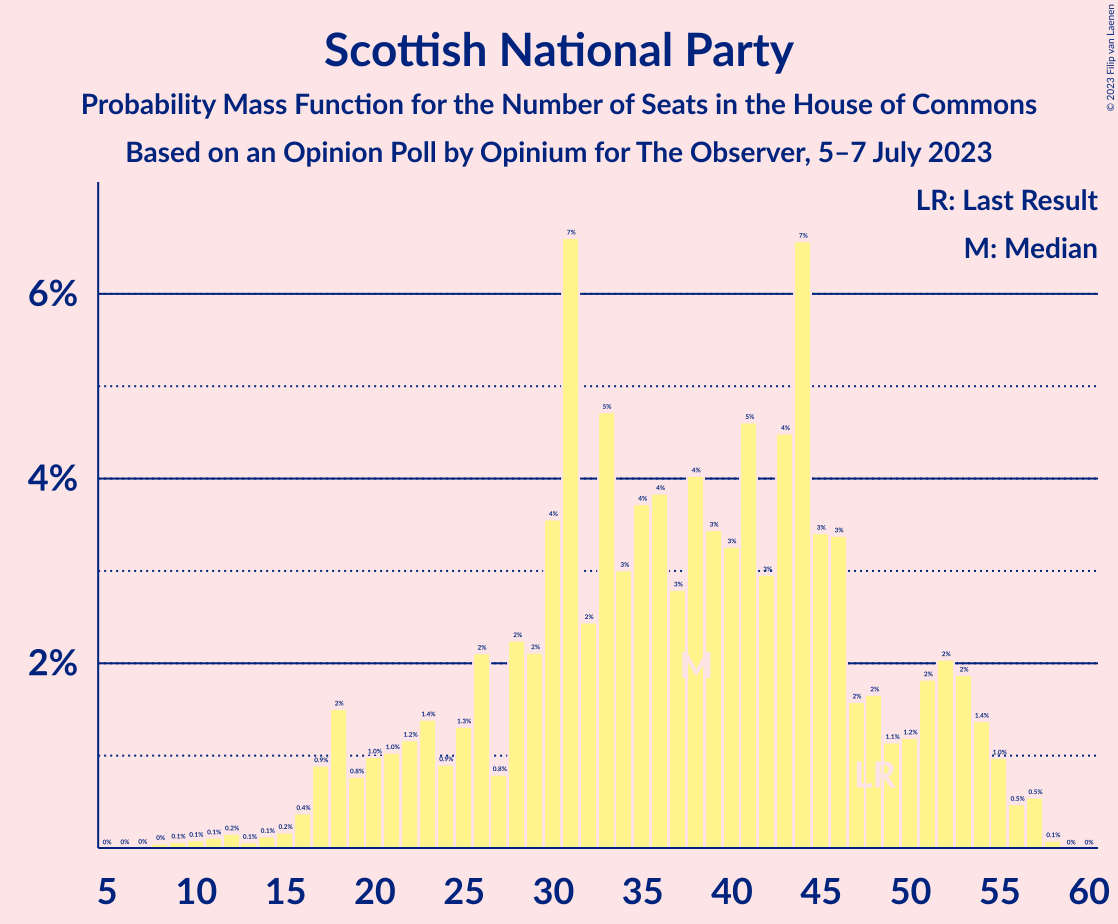 Scottish National Party
Probability Mass Function for the Number of Seats in the House of Commons
Based on an Opinion Poll by Opinium for The Observer, 5–7 July 2023
© 2023 Filip van Laenen
LR: Last Result
M: Median
6%
4%
2%
0% 0% 0% 0% 0.1% 0.1% 0.1% 0.2% 0.1% 0.1% 0.2% 0.4% 0.9% 2% 0.8% 1.0% 1.0% 1.2% 1.4% 0.9% 1.3% 2% 0.8% 2% 2% 4% 7% 2% 5% 3% 4% 4% 3% 4% 3% 3% 5% 3% 4% 7% 3% 3% 2% 2% 1.1% 1.2% 2% 2% 2% 1.4% 1.0% 0.5% 0.5% 0.1% 0% 0%
M
LR
5 10 15 20 25 30 35 40 45 50 55 60